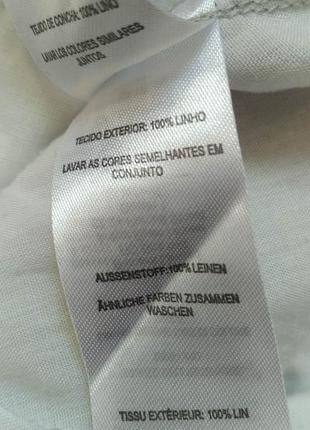 TEJIDO DE CONCHA: 100% LINO
LAVAR LOS COLORES SIMILARES
JUNTOS
TECIDO EXTERIOR: 100% LINHO
LAVAR AS CORES SEMELHANTES EM
CONJUNTO
AUSSENSTOFF:100% LEINEN
ÄHNLICHE FARBEN ZUSAMMEN
WASCHEN
TISSU EXTÉRIEUR: 100% LIN